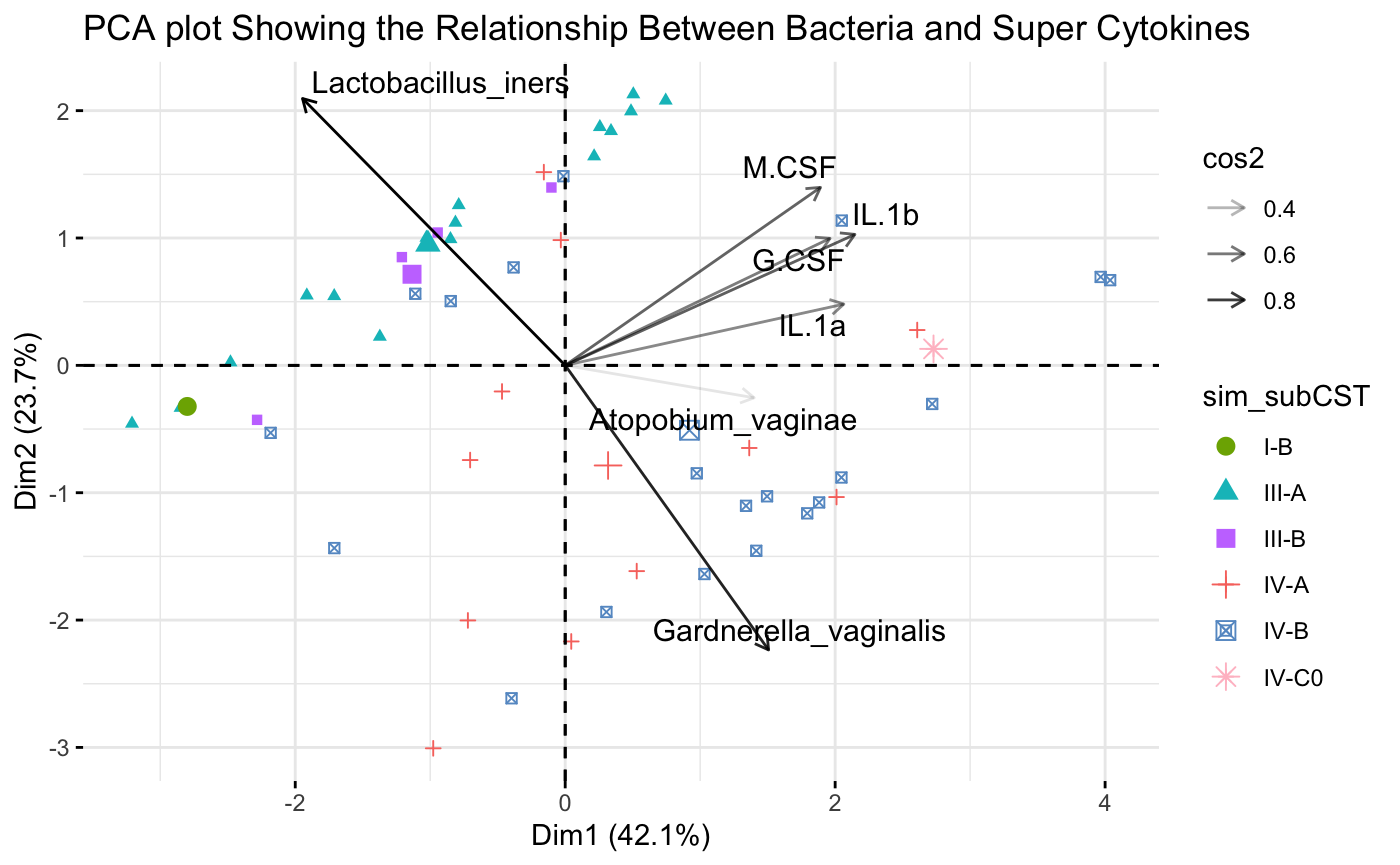 PCA plot Showing the Relationship Between Bacteria and Super Cytokines
Lactobacillus_iners
M.CSF
IL.1b
G.CSF
IL.1a
Atopobium_vaginae
Gardnerella_vaginalis
2
1
0
-1
-2
-3
Dim2 (23.7%)
-2
0
2
4
Dim1 (42.1%)
cos2
0.4
0.6
0.8
sim_subCST
I-B
III-A
III-B
IV-A
IV-B
IV-C0